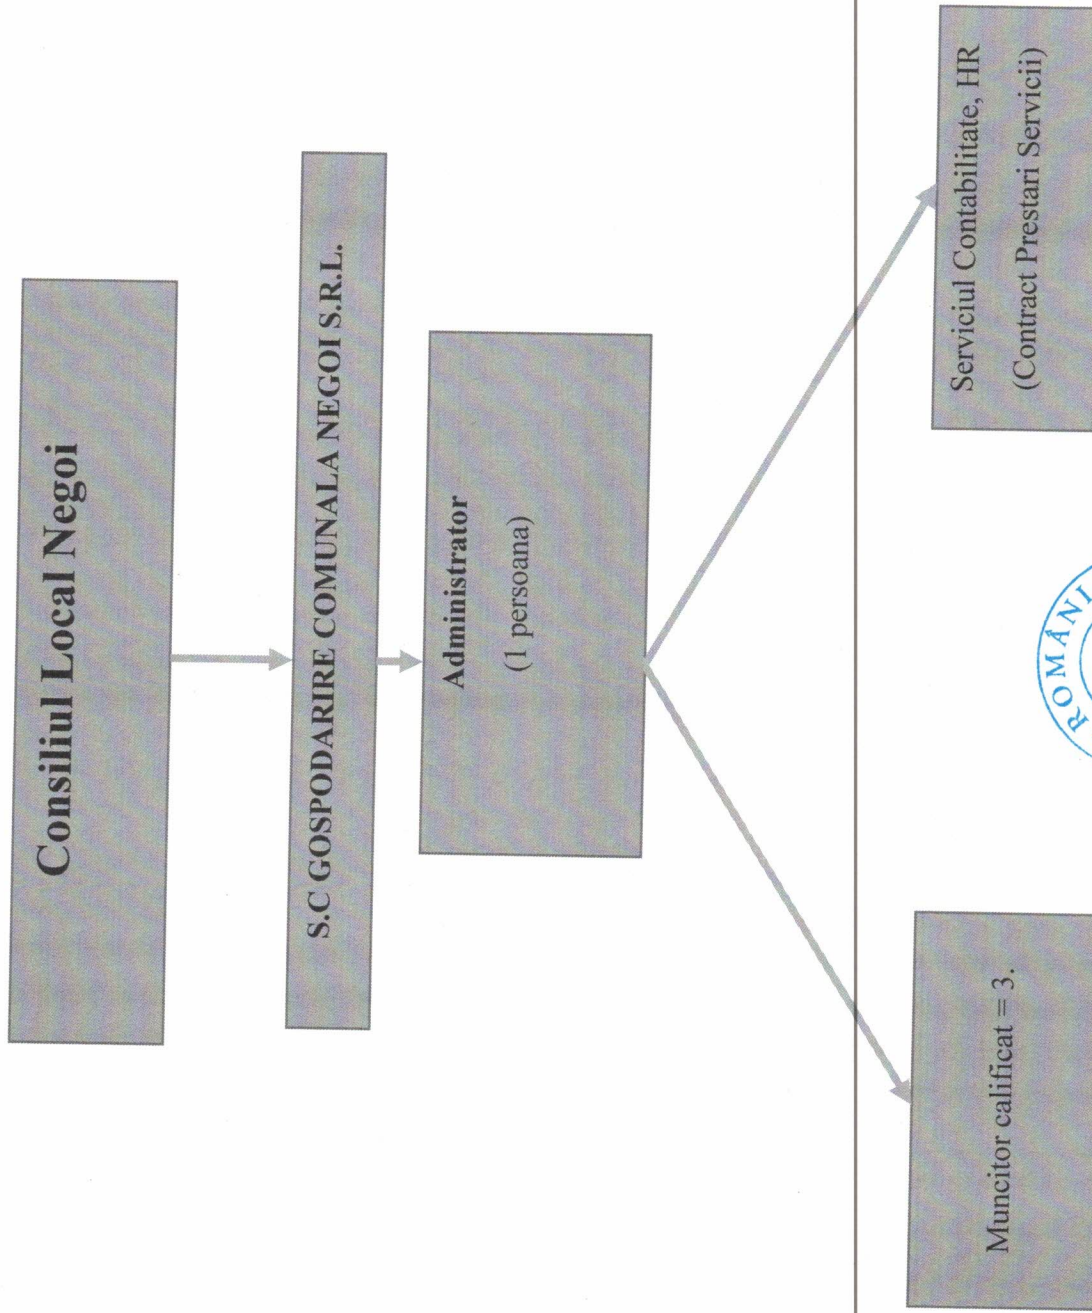 Consiliul Local Negoi
S.C GOSPODARIRE COMUNALA NEGOI S.R.L.
Administrator
(1 persoana)
Muncitor calificat = 3.
Serviciul Contabilitate, HR
(Contract Prestari Servicii)
ROMÂNI